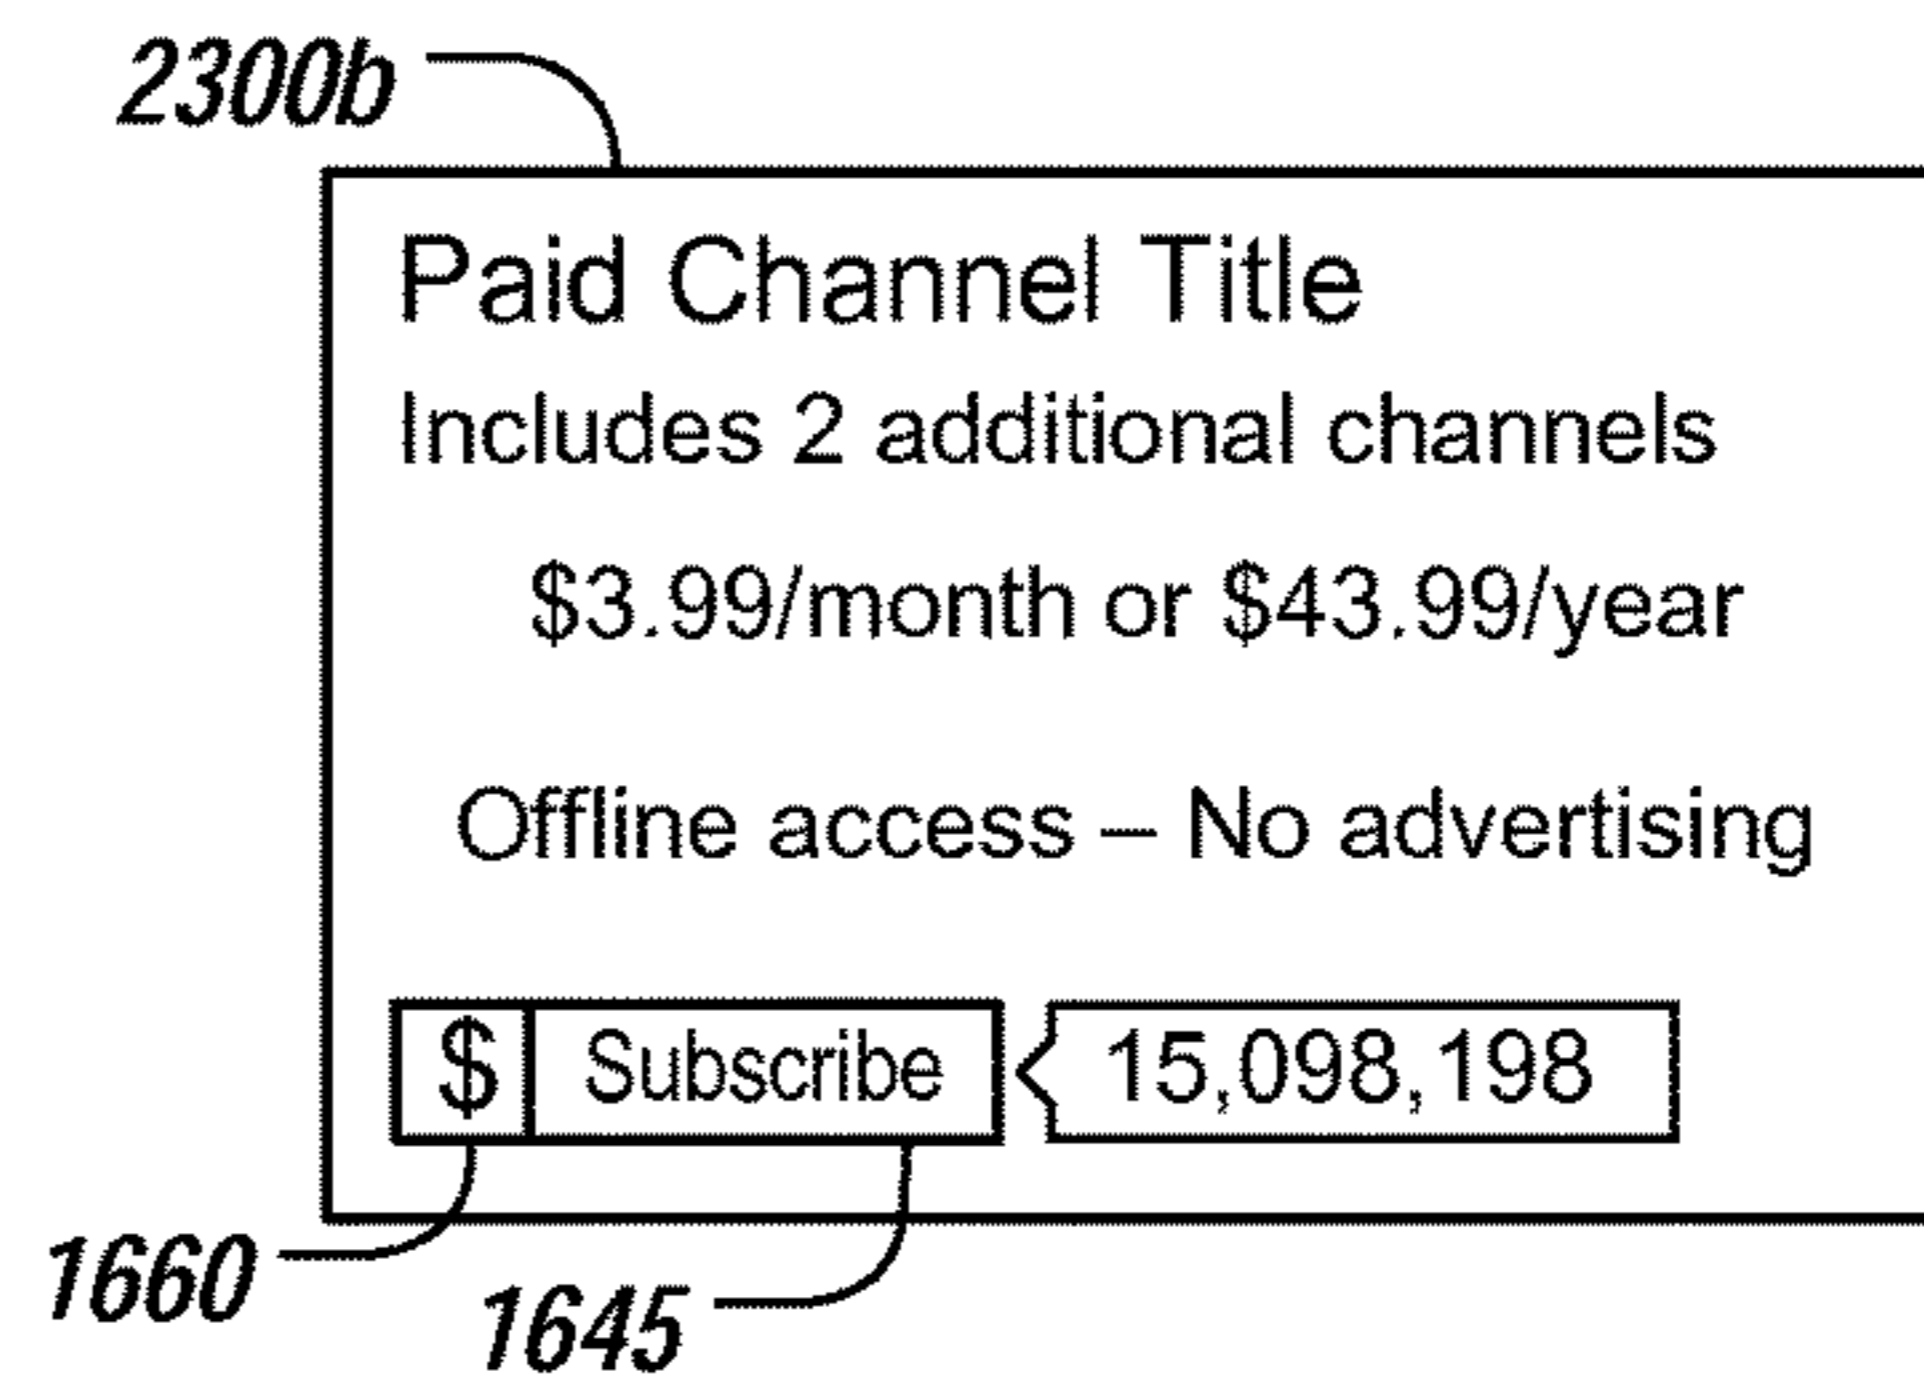 2300b
Paid Channel Title
Includes 2 additional channels
$3.99/month or $43.99/year
Offline access – No advertising
$ Subscribe 15,098,198
1660
1645